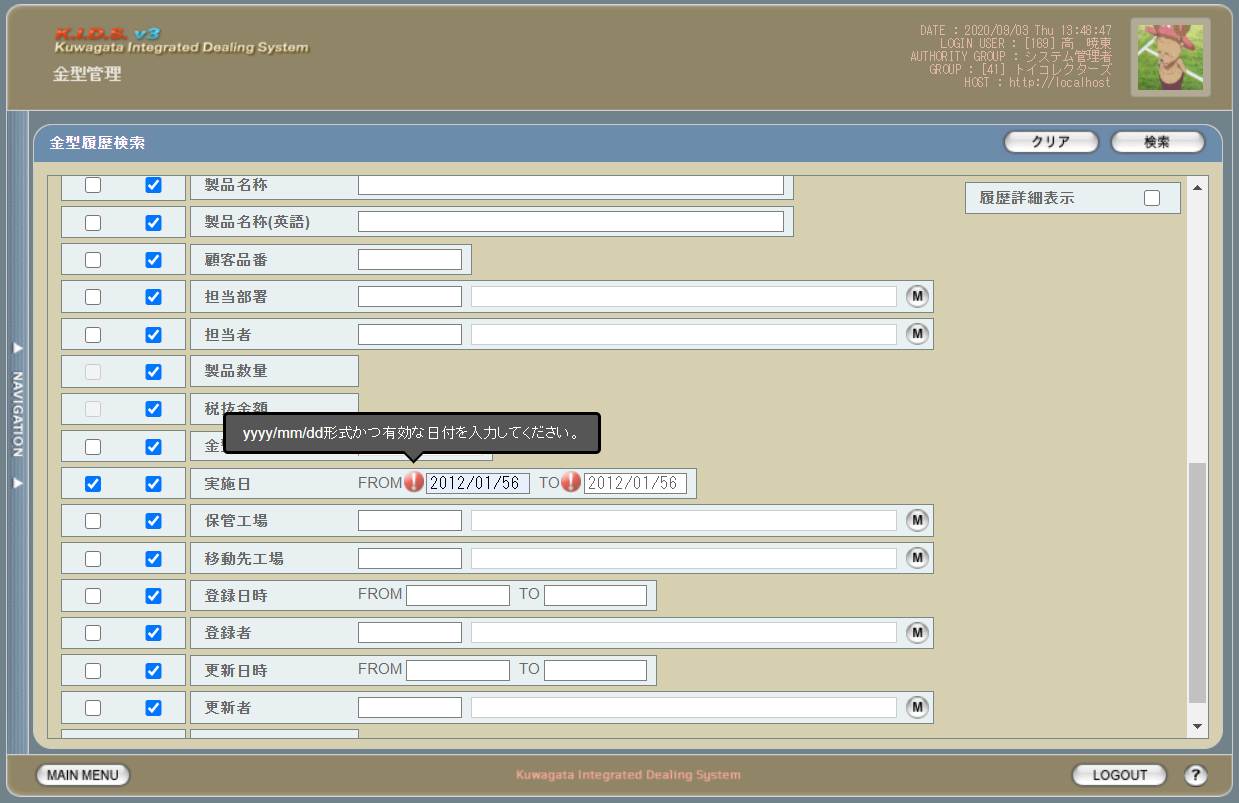 K.I.D.S. v3
Kuwagata Integrated Dealing System
金型管理
DATE : 2020/09/03 Thu 13:48:47
LOGIN USER : [169] 高 暁東
AUTHORITY GROUP : システム管理者
GROUP : [41] トイコレクターズ
HOST : http://localhost
金型履歴検索
クリア
検索
製品名称
履歴詳細表示
製品名称(英語)
顧客品番
担当部署 M
担当者 M
製品数量
税抜金額
yyyy/mm/dd形式かつ有効な日付を入力してください。
金
実施日 FROM 2012/01/56 TO 2012/01/56
保管工場 M
移動先工場 M
登録日時 FROM TO
登録者 M
更新日時 FROM TO
更新者 M
NAVIGATION
MAIN MENU
Kuwagata Integrated Dealing System
LOGOUT
?